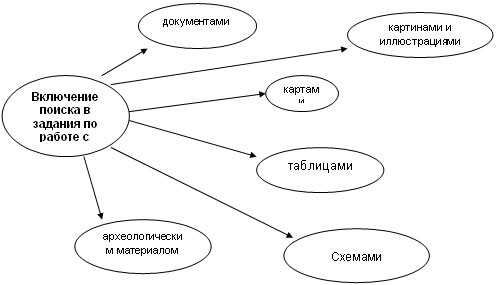 документами
картинами и
иллюстрациями
Включение
поиска в
задания по
работе с
картам
и
таблицами
археологически
м материалом
Схемами